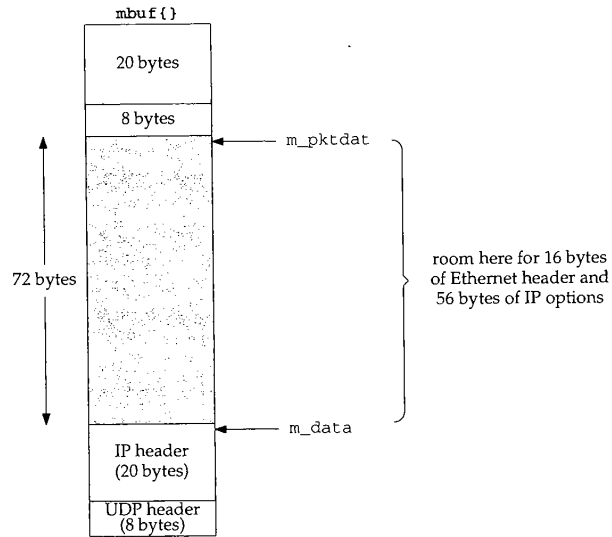 mbuf{}
20 bytes
8 bytes
m_pktdat
72 bytes
room here for 16 bytes
of Ethernet header and
56 bytes of IP options
m_data
IP header
(20 bytes)
UDP header
(8 bytes)